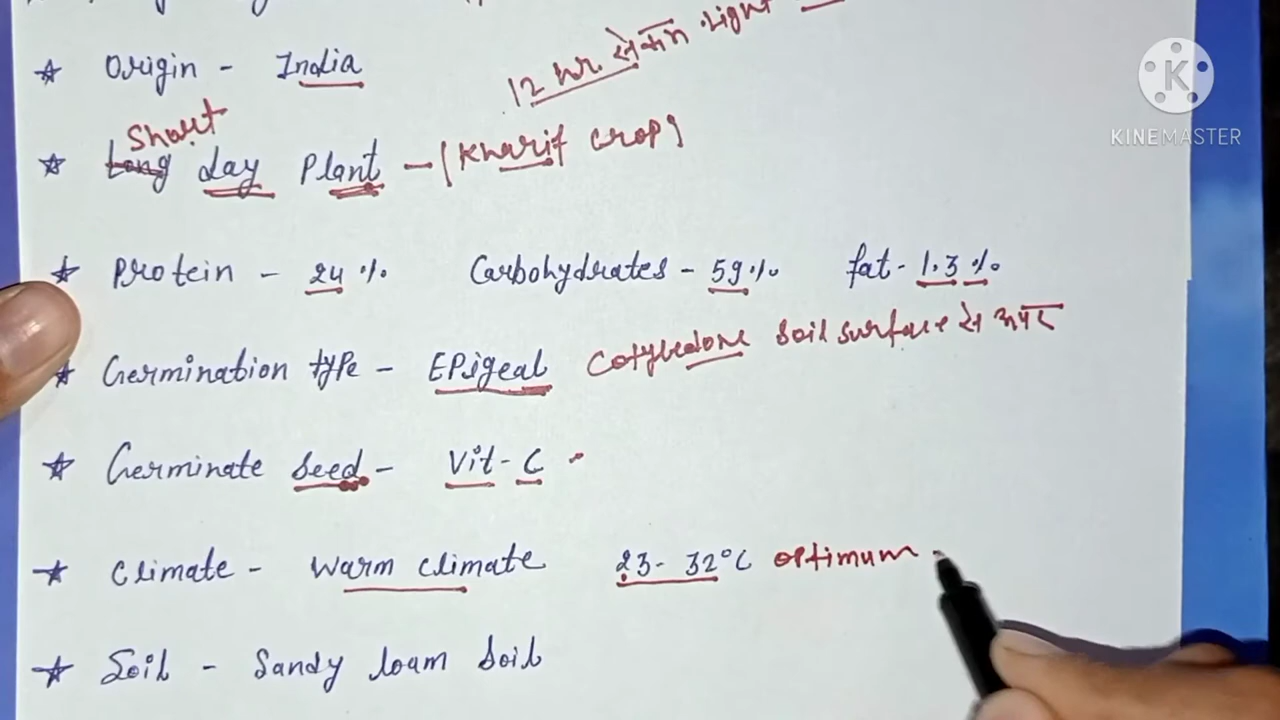 ☆ Origin - India
12 hr. से कम light
KINEMASTER
Short
☆ Long day Plant - (Kharif crop)
☆ Protein - 24 % Carbohydrates - 59% fat - 1.3 %
☆ Germination type - EPigeal Cotyledone Soil surface से ऊपर
☆ Germinate Seed - Vit - C
☆ Climate - Warm climate 23- 32°C optimum
☆ Soil - Sandy loam Soil